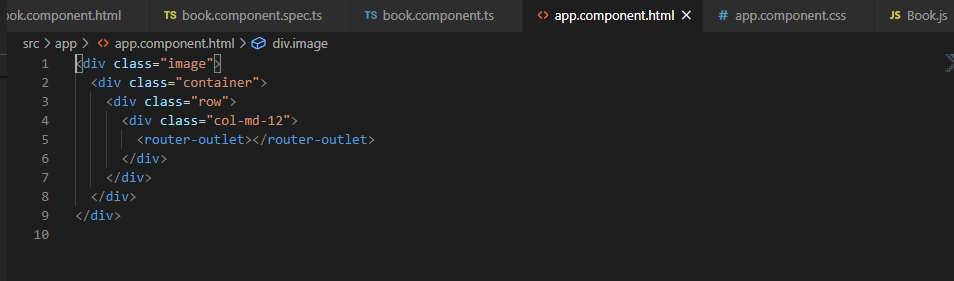 ook.component.html TS book.component.spec.ts TS book.component.ts <> app.component.html × # app.component.css JS Book.js
src > app > <> app.component.html > div.image
1 <div class="image">
2 <div class="container">
3 <div class="row">
4 <div class="col-md-12">
5 <router-outlet></router-outlet>
6 </div>
7 </div>
8 </div>
9 </div>
10